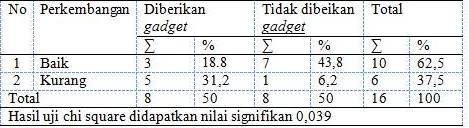 No Perkembangan Diberikan gadget Tidak dibeikan gadget Total
∑ % ∑ % ∑ %
1 Baik 3 18.8 7 43,8 10 62,5
2 Kurang 5 31,2 1 6,2 6 37,5
Total 8 50 8 50 16 100
Hasil uji chi square didapatkan nilai signifikan 0,039